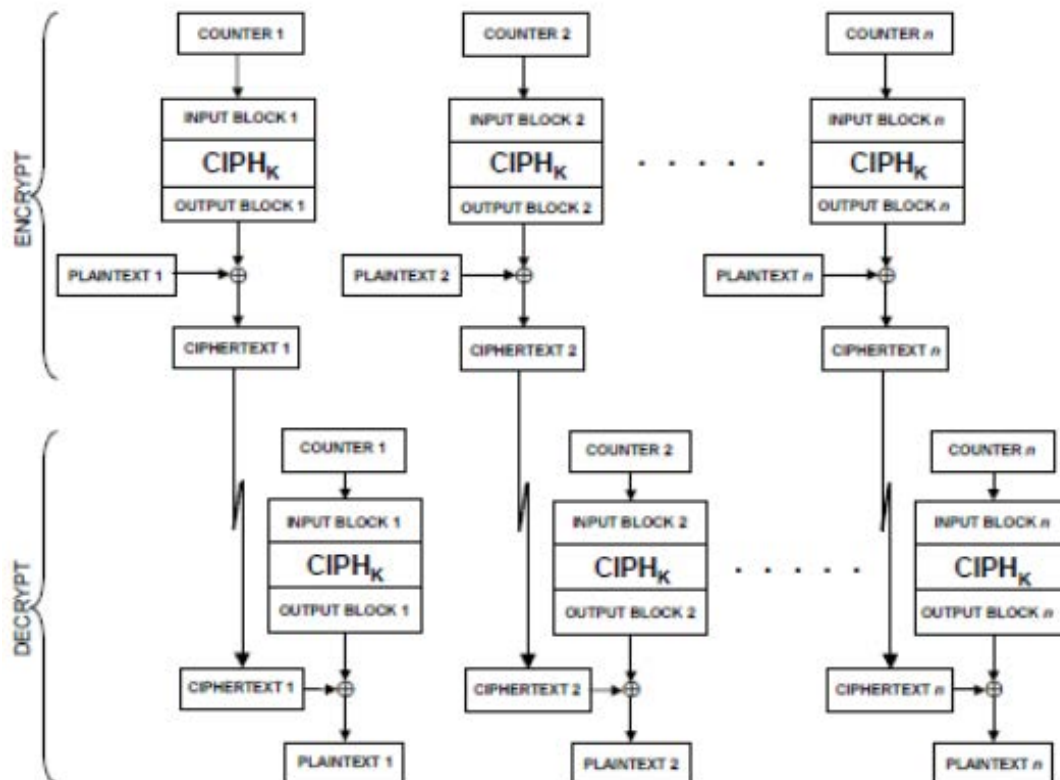 ENCRYPT
COUNTER 1
COUNTER 2
COUNTER n
INPUT BLOCK 1
INPUT BLOCK 2
INPUT BLOCK n
CIPHK
CIPHK
CIPHK
OUTPUT BLOCK 1
OUTPUT BLOCK 2
OUTPUT BLOCK n
PLAINTEXT 1
PLAINTEXT 2
PLAINTEXT n
CIPHERTEXT 1
CIPHERTEXT 2
CIPHERTEXT n
DECRYPT
COUNTER 1
COUNTER 2
COUNTER n
INPUT BLOCK 1
INPUT BLOCK 2
INPUT BLOCK n
CIPHK
CIPHK
CIPHK
OUTPUT BLOCK 1
OUTPUT BLOCK 2
OUTPUT BLOCK n
CIPHERTEXT 1
CIPHERTEXT 2
CIPHERTEXT n
PLAINTEXT 1
PLAINTEXT 2
PLAINTEXT n